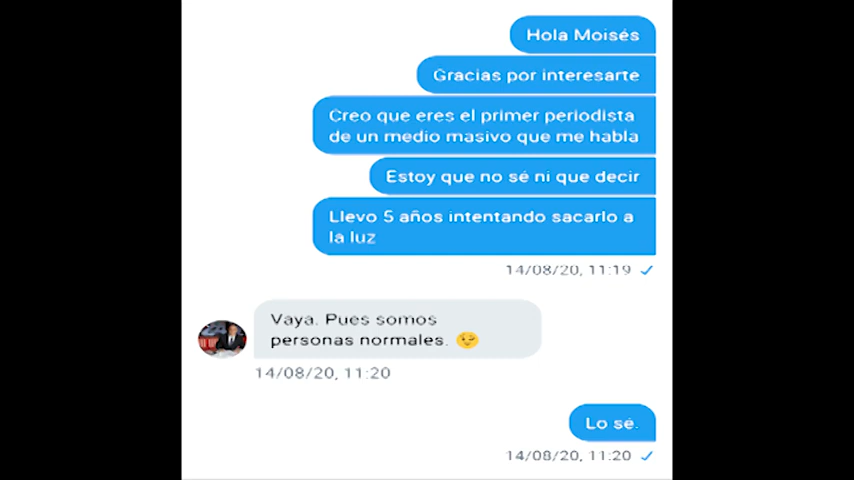 Hola Moisés
Gracias por interesarte
Creo que eres el primer periodista
de un medio masivo que me habla
Estoy que no sé ni que decir
Llevo 5 años intentando sacarlo a
la luz
14/08/20, 11:19
Vaya. Pues somos
personas normales. 🥺
14/08/20, 11:20
Lo sé.
14/08/20, 11:20